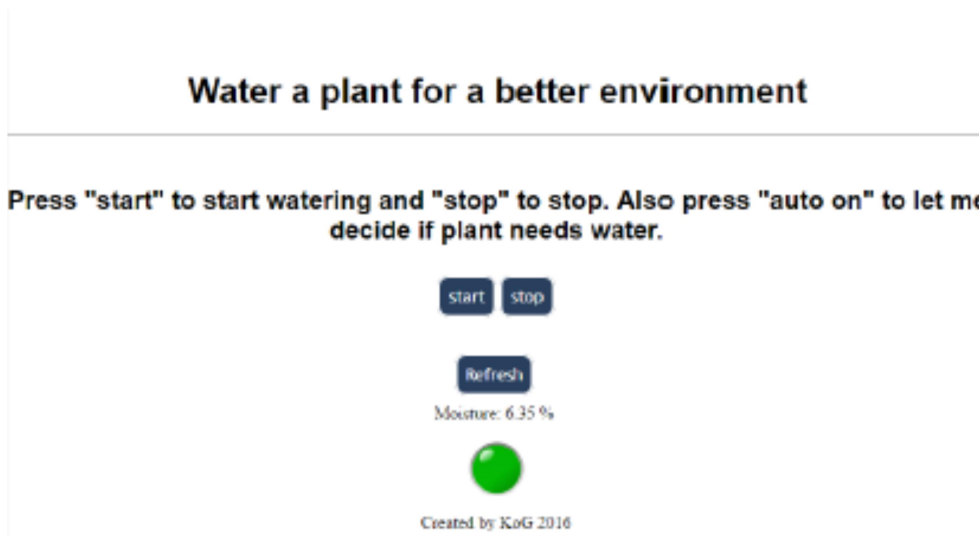 Water a plant for a better environment
Press "start" to start watering and "stop" to stop. Also press "auto on" to let me
decide if plant needs water.
start stop
Refresh
Moisture: 6.35 %
Created by KoG 2016